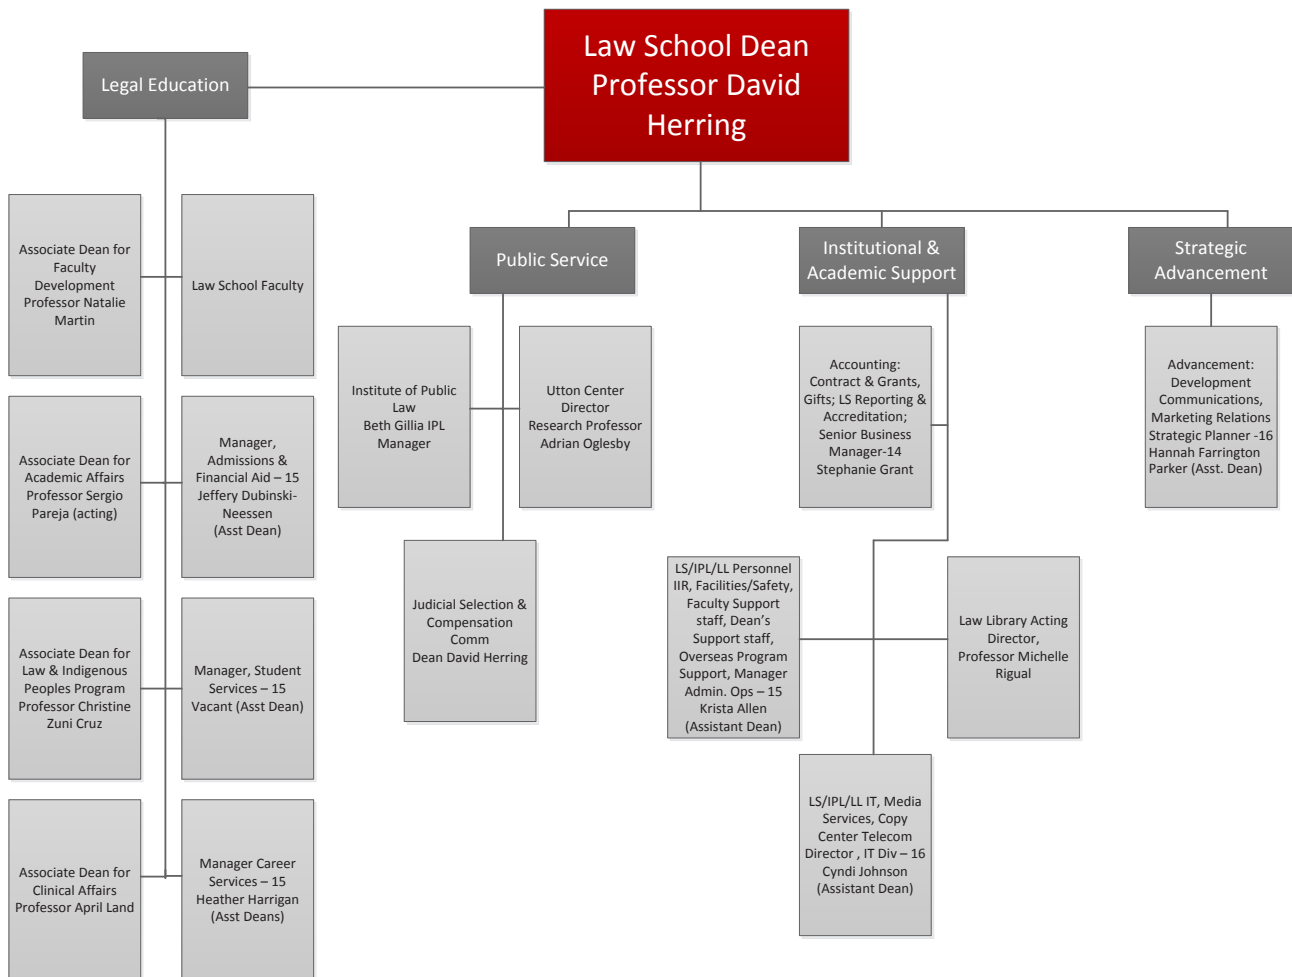 Law School Dean
Professor David
Herring
Legal Education
Associate Dean for
Faculty
Development
Professor Natalie
Martin
Law School Faculty
Associate Dean for
Academic Affairs
Professor Sergio
Pareja (acting)
Manager,
Admissions &
Financial Aid – 15
Jeffery Dubinski-
Neessen
(Asst Dean)
Associate Dean for
Law & Indigenous
Peoples Program
Professor Christine
Zuni Cruz
Manager, Student
Services – 15
Vacant (Asst Dean)
Associate Dean for
Clinical Affairs
Professor April Land
Manager Career
Services – 15
Heather Harrigan
(Asst Deans)
Public Service
Institute of Public
Law
Beth Gillia IPL
Manager
Utton Center
Director
Research Professor
Adrian Oglesby
Judicial Selection &
Compensation
Comm
Dean David Herring
Institutional &
Academic Support
Accounting:
Contract & Grants,
Gifts; LS Reporting &
Accreditation;
Senior Business
Manager-14
Stephanie Grant
LS/IPL/LL Personnel
IIR, Facilities/Safety,
Faculty Support
staff, Dean’s
Support staff,
Overseas Program
Support, Manager
Admin. Ops – 15
Krista Allen
(Assistant Dean)
Law Library Acting
Director,
Professor Michelle
Rigual
LS/IPL/LL IT, Media
Services, Copy
Center Telecom
Director , IT Div – 16
Cyndi Johnson
(Assistant Dean)
Strategic
Advancement
Advancement:
Development
Communications,
Marketing Relations
Strategic Planner -16
Hannah Farrington
Parker (Asst. Dean)